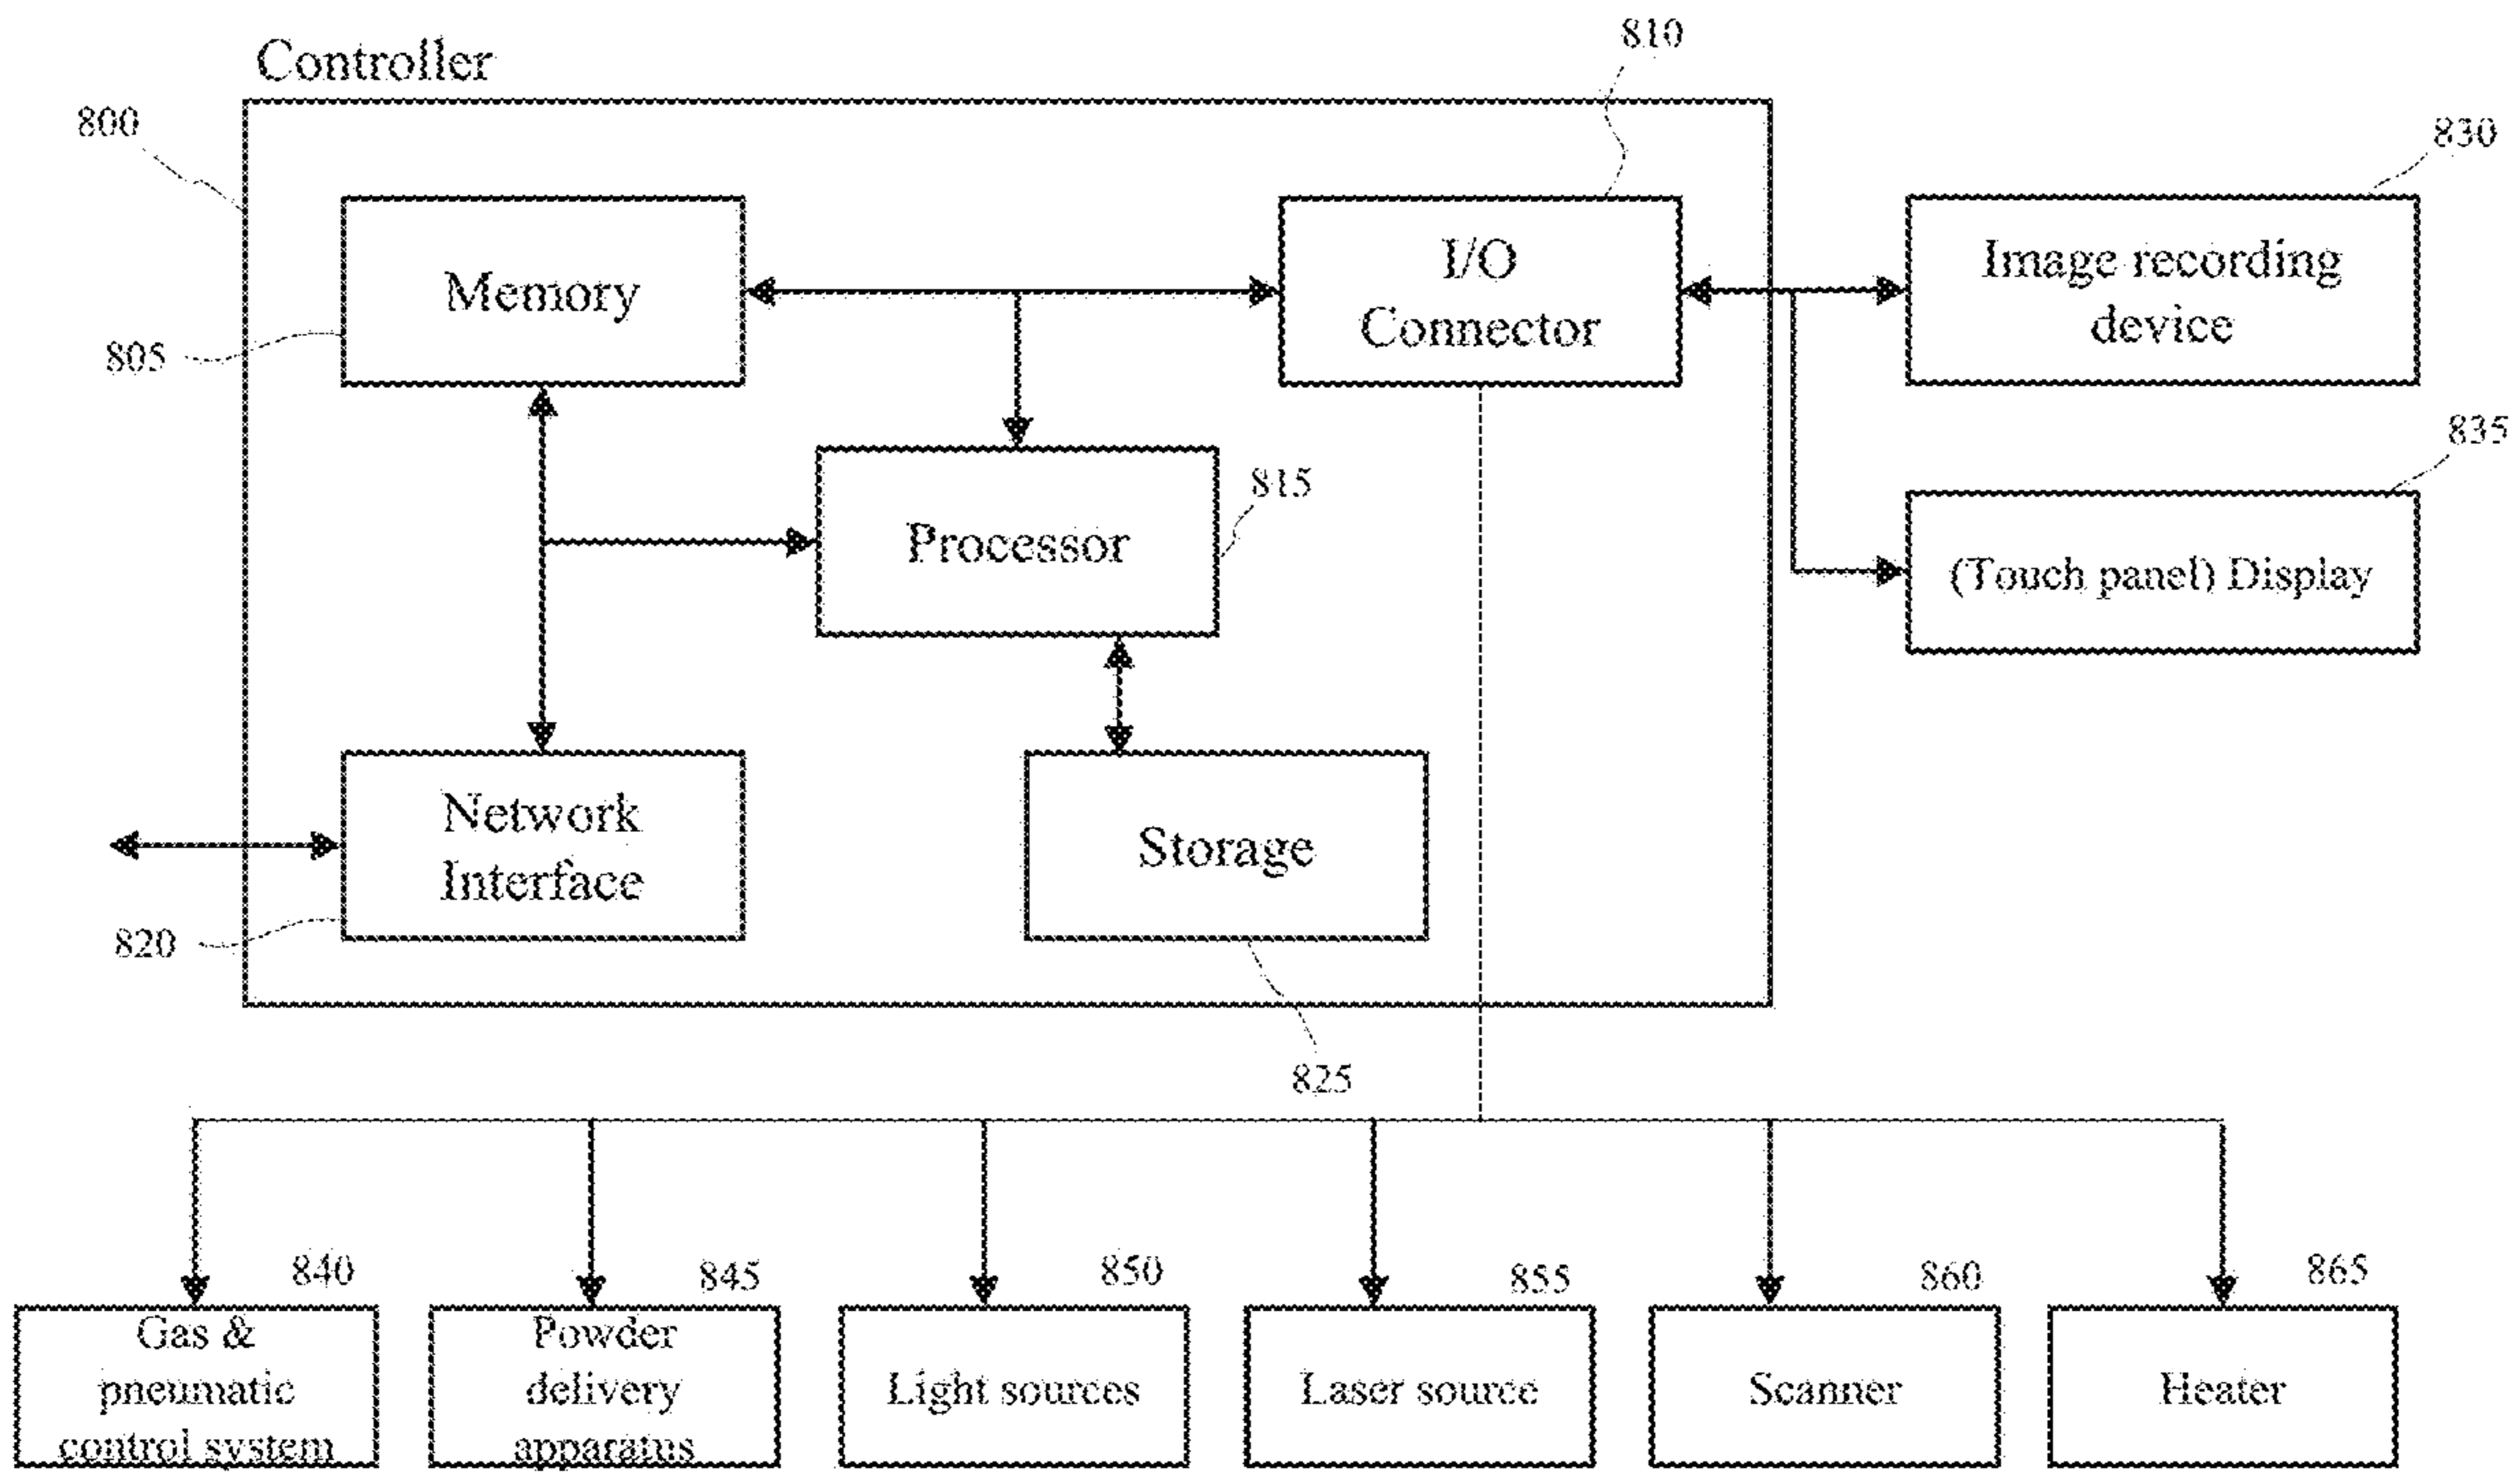 Controller
810
800
830
Memory
I/O
Connector
Image recording
device
805
835
815
Processor
(Touch panel) Display
Network
Interface
Storage
820
825
840
845
850
855
860
865
Gas &
pneumatic
control system
Powder
delivery
apparatus
Light sources
Laser source
Scanner
Heater